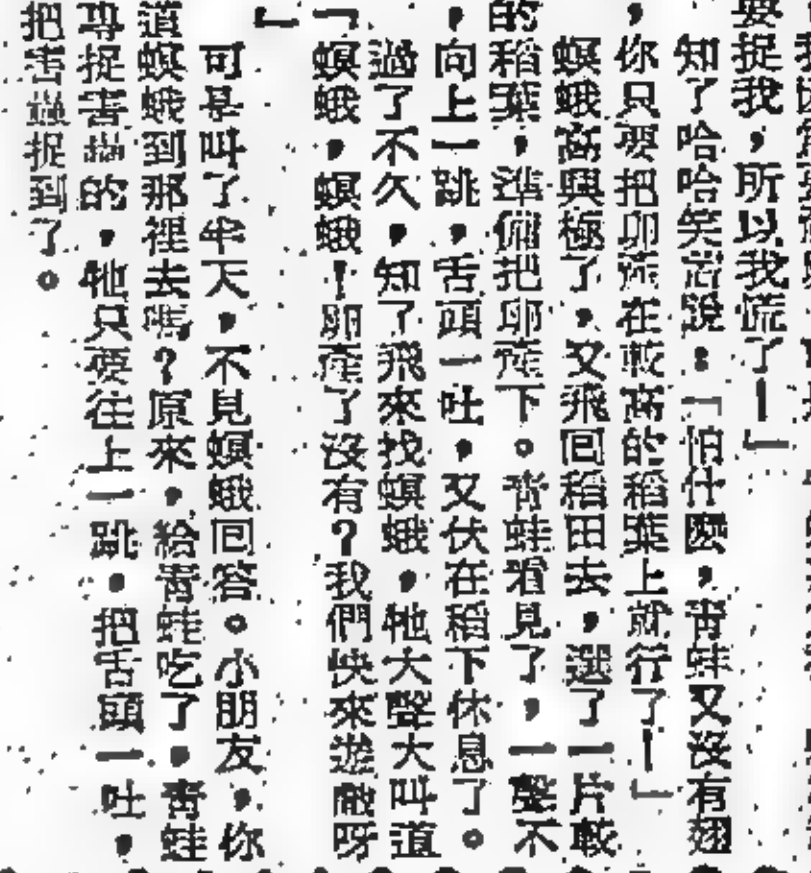 要捉我，所以我慌了！」
知了哈哈笑着說：「怕什麼，青蛙又沒有翅
，你只要把卵產在較高的稻葉上就行了！」
螟蛾高興極了，又飛回稻田去，選了一片較
的稻葉，準備把卵產下。青蛙看見了，一聲不
，向上一跳，舌頭一吐，又伏在稻下休息了。
過了不久，知了飛來找螟蛾，牠大聲大叫道
「螟蛾，螟蛾！卵產了沒有？我們快來遊戲呀
」
可是叫了半天，不見螟蛾回答。小朋友，你
道螟蛾到那裡去嗎？原來，給青蛙吃了，青蛙
專捉害蟲的，牠只要往上一跳，把舌頭一吐，
把害蟲捉到了。